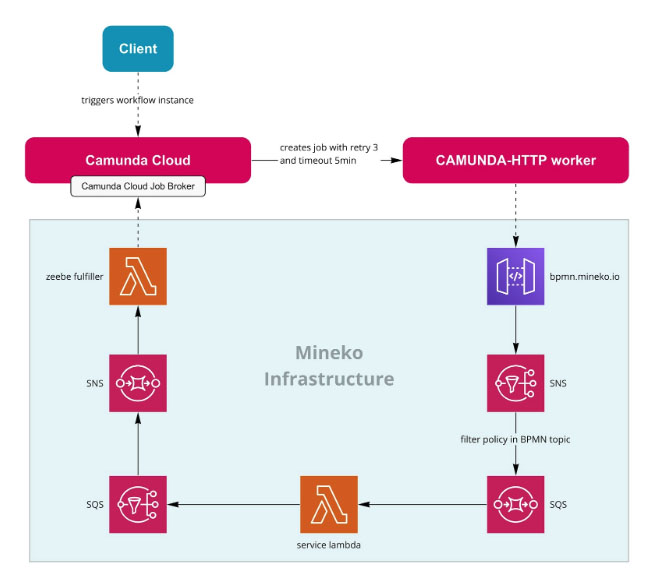 Client
triggers workflow instance
Camunda Cloud
Camunda Cloud Job Broker
creates job with retry 3
and timeout 5min
CAMUNDA-HTTP worker
zeebe fulfiller
bpmn.mineko.io
Mineko
Infrastructure
SNS
SNS
filter policy in BPMN topic
SQS
SQS
service lambda